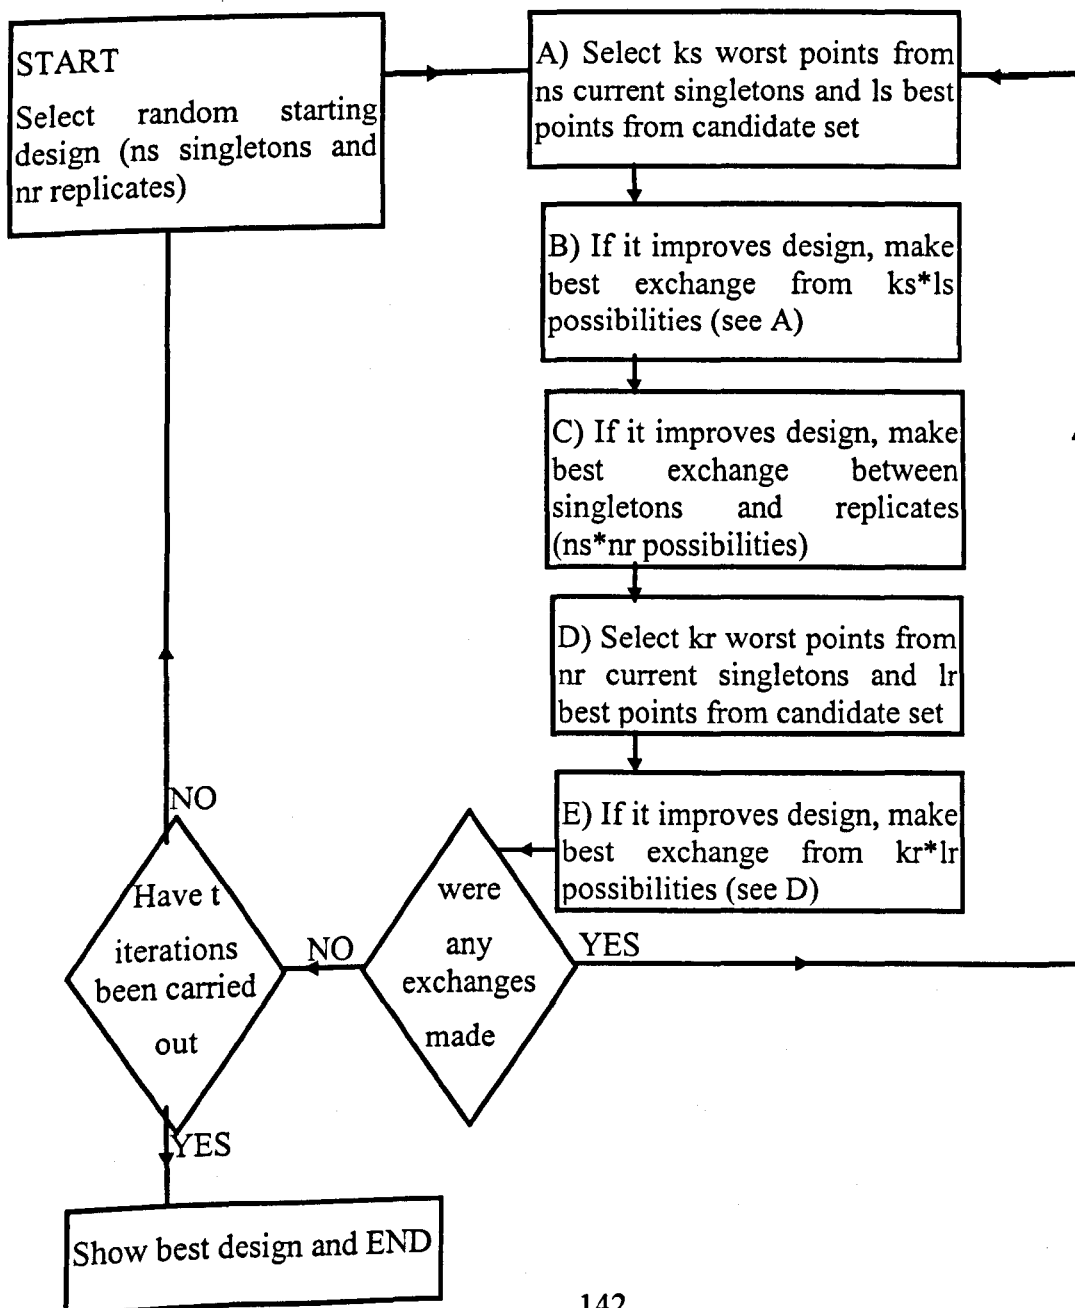 START
Select random starting
design (ns singletons and
nr replicates)
A) Select ks worst points from
ns current singletons and ls best
points from candidate set
B) If it improves design, make
best exchange from ks*ls
possibilities (see A)
C) If it improves design, make
best exchange between
singletons and replicates
(ns*nr possibilities)
D) Select kr worst points from
nr current singletons and lr
best points from candidate set
E) If it improves design, make
best exchange from kr*lr
possibilities (see D)
were
any
exchanges
made
YES
NO
Have t
iterations
been carried
out
NO
YES
Show best design and END
142